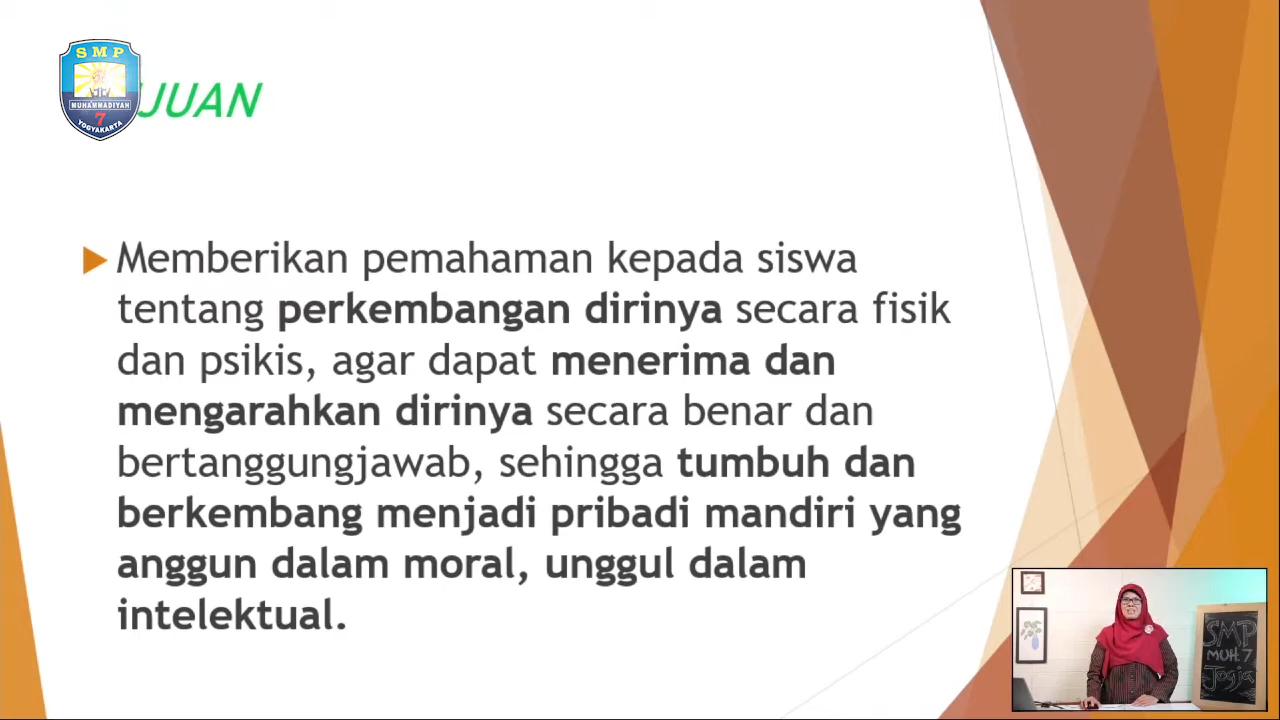 SMP
MUHAMMADIYAH
7
YOGYAKARTA
JUAN
Memberikan pemahaman kepada siswa
tentang perkembangan dirinya secara fisik
dan psikis, agar dapat menerima dan
mengarahkan dirinya secara benar dan
bertanggungjawab, sehingga tumbuh dan
berkembang menjadi pribadi mandiri yang
anggun dalam moral, unggul dalam
intelektual.
SMP
MUH.7
Jogja